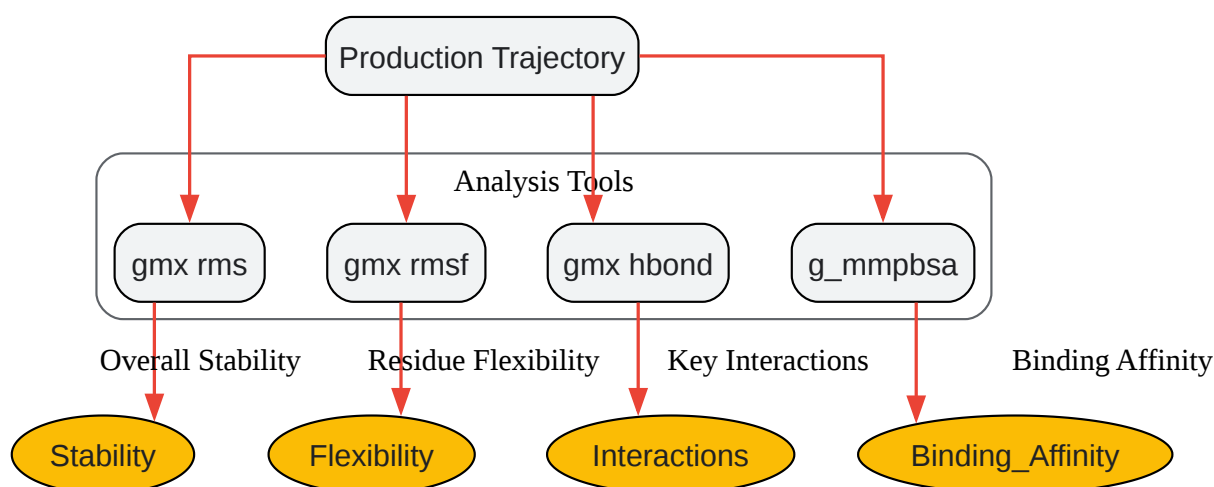 Production Trajectory
Analysis Tools
gmx rms
gmx rmsf
gmx hbond
g_mmpbsa
Overall Stability
Residue Flexibility
Key Interactions
Binding Affinity
Stability
Flexibility
Interactions
Binding_Affinity